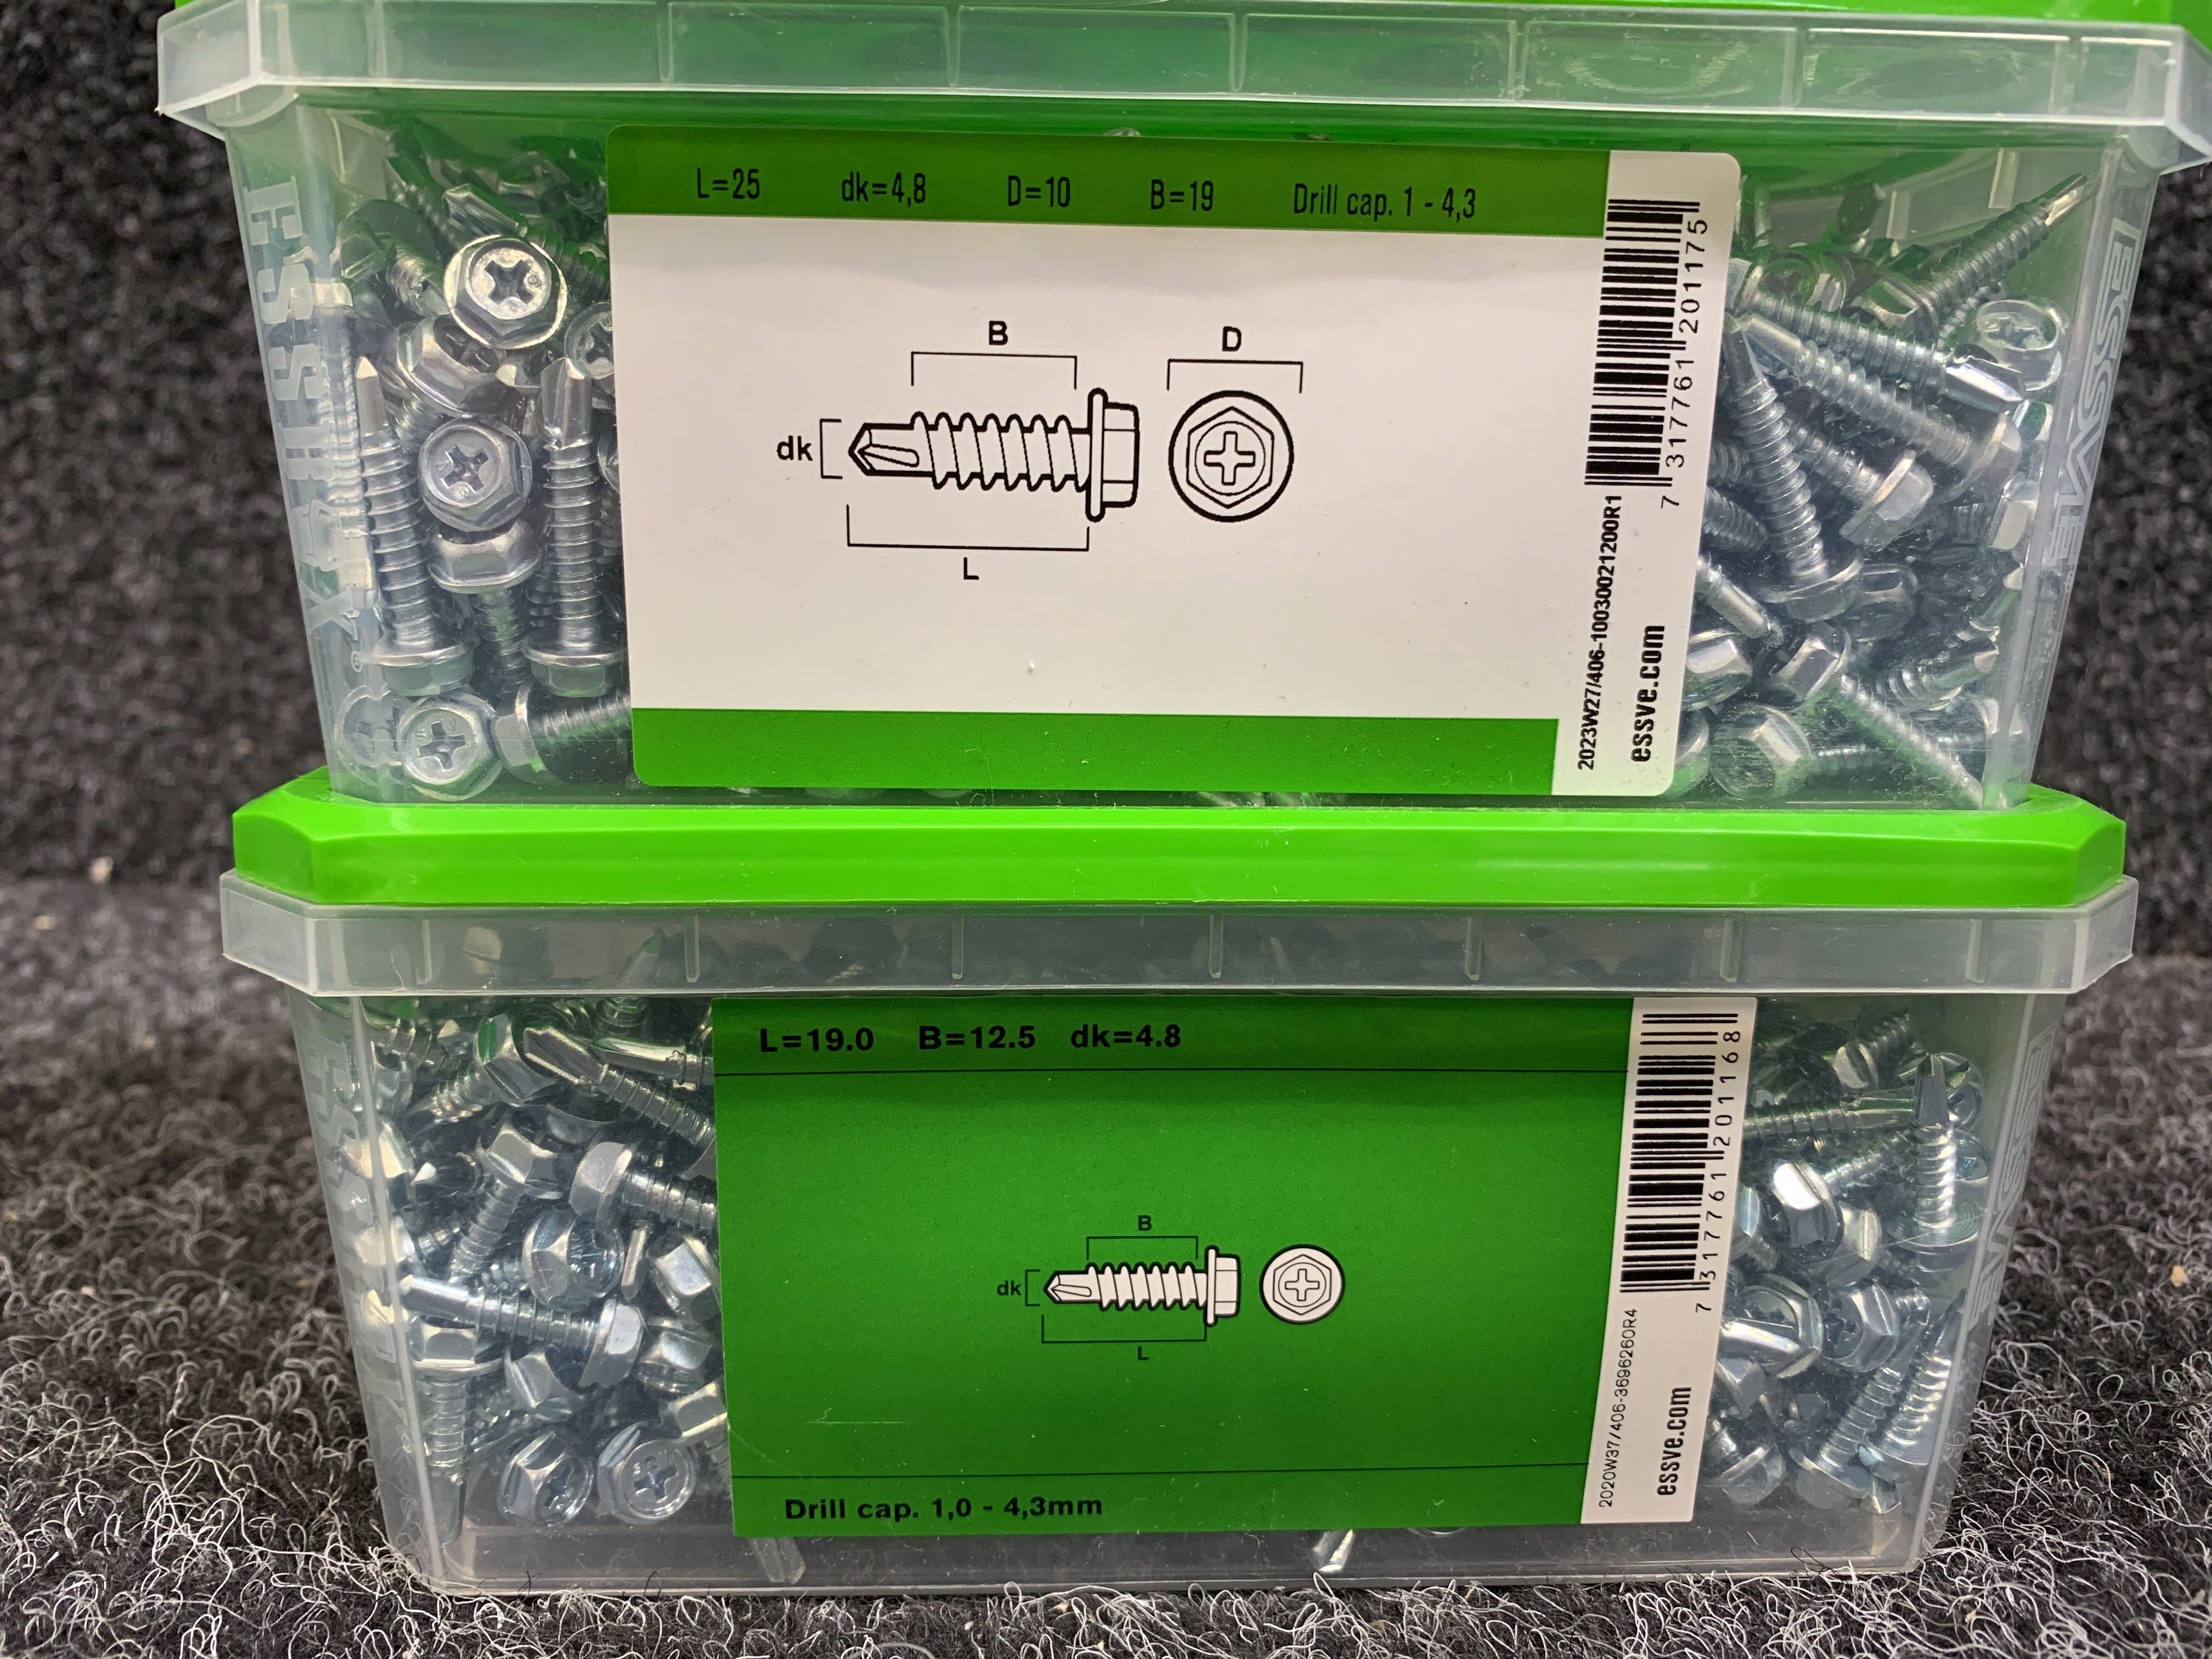 L=25 dk=4,8 D=10 B=19 Drill cap. 1 - 4,3
B
D
dk
L
7 317761 201175
2023W27/406-1003002121200R1
essve.com
ESSVE
L=19.0 B=12.5 dk=4.8
B
dk
L
Drill cap. 1,0 - 4,3mm
7 317761 201168
2020W37/406-3696260R4
essve.com